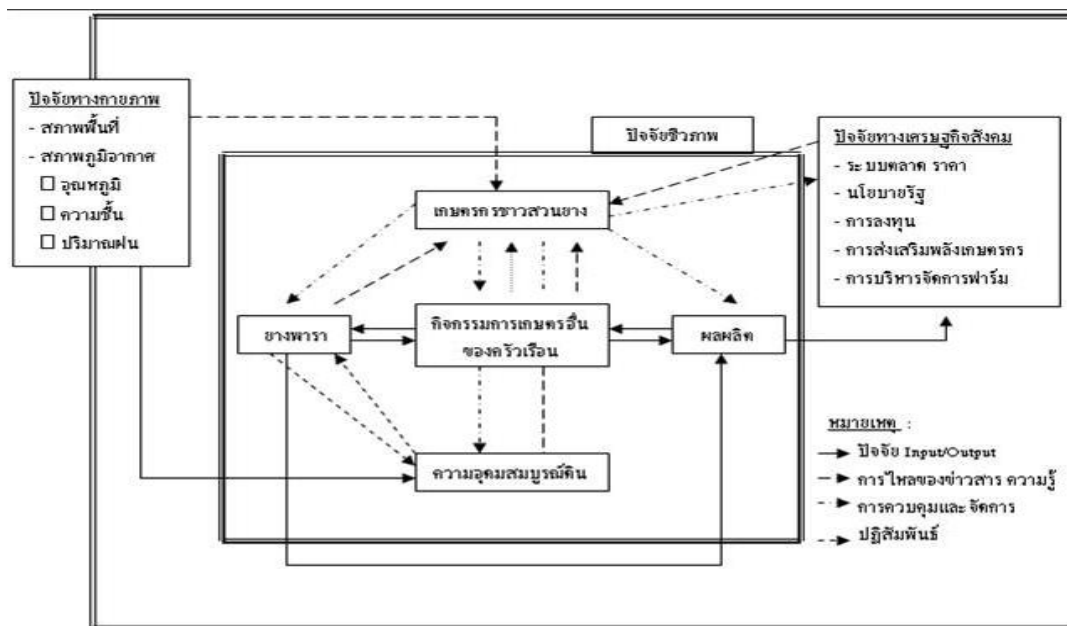 ปัจจัยทางกายภาพ
- สภาพพื้นที่
- สภาพภูมิอากาศ
□ อุณหภูมิ
□ ความชื้น
□ ปริมาณฝน
ปัจจัยชีวภาพ
ปัจจัยทางเศรษฐกิจสังคม
- ระบบตลาด ราคา
- นโยบายรัฐ
- การลงทุน
- การส่งเสริมพลังเกษตรกร
- การบริหารจัดการฟาร์ม
เกษตรกรชาวสวนยาง
ยางพารา
กิจกรรมการเกษตรอื่น
ของครัวเรือน
ผลผลิต
ความอุดมสมบูรณ์ดิน
หมายเหตุ :
ปัจจัย Input/Output
การไหลของข่าวสาร ความรู้
การควบคุมและ จัดการ
ปฏิสัมพันธ์